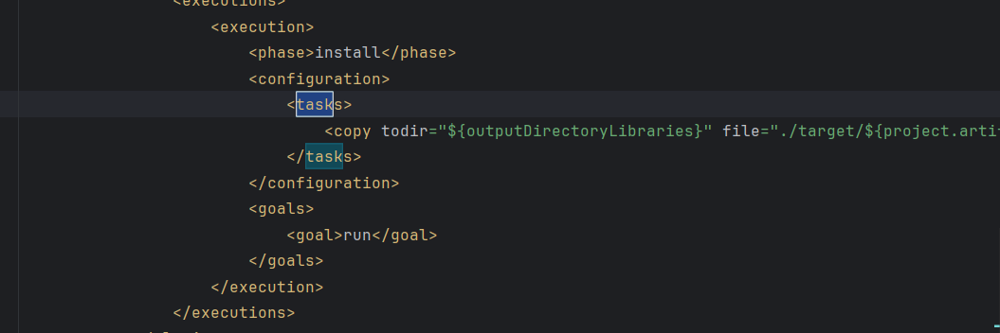 <executions>
<execution>
<phase>install</phase>
<configuration>
<tasks>
<copy todir="${outputDirectoryLibraries}" file="./target/${project.arti
</tasks>
</configuration>
<goals>
<goal>run</goal>
</goals>
</execution>
</executions>